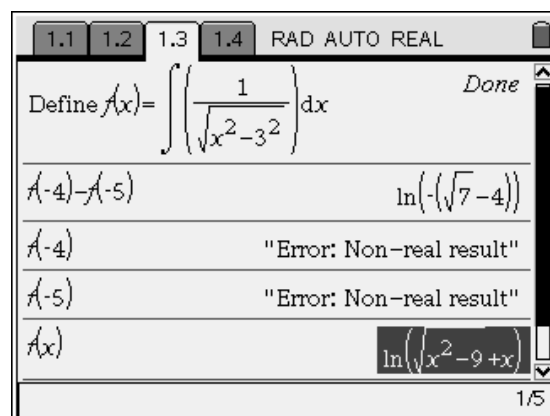 1.1 1.2 1.3 1.4 RAD AUTO REAL
Define f(x)=∫(1/√(x²-3²))dx Done
f(-4)-f(-5) ln(-(√7-4))
f(-4) "Error: Non-real result"
f(-5) "Error: Non-real result"
f(x) ln(√(x²-9+x))
1/5